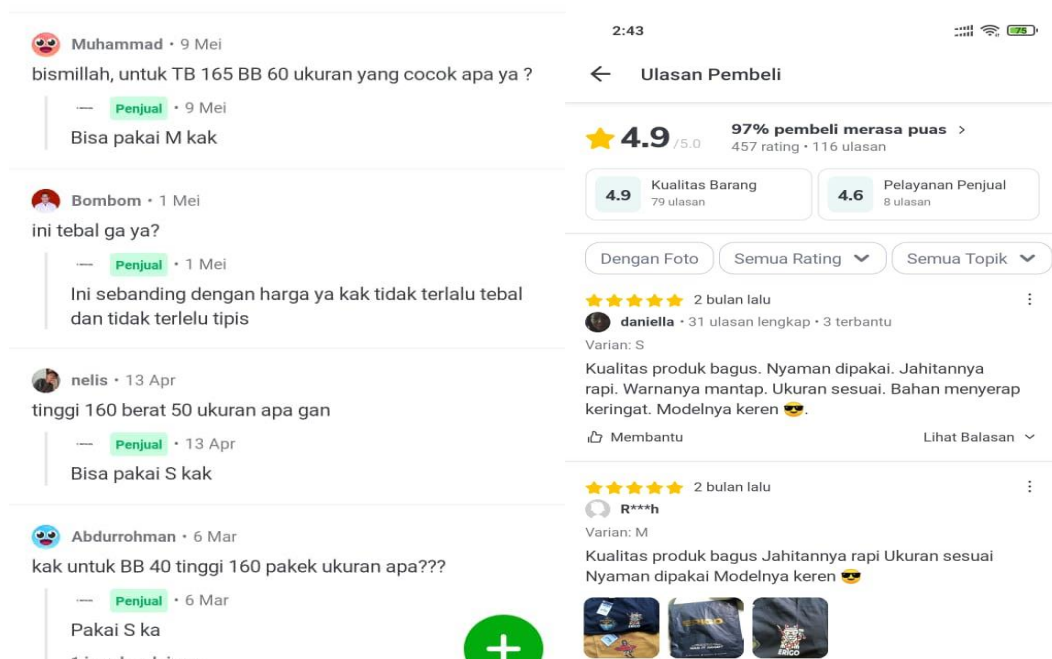 Muhammad • 9 Mei
bismillah, untuk TB 165 BB 60 ukuran yang cocok apa ya ?
Penjual • 9 Mei
Bisa pakai M kak
Bombom • 1 Mei
ini tebal ga ya?
Penjual • 1 Mei
Ini sebanding dengan harga ya kak tidak terlalu tebal
dan tidak terlelu tipis
nelis • 13 Apr
tinggi 160 berat 50 ukuran apa gan
Penjual • 13 Apr
Bisa pakai S kak
Abdurrohman • 6 Mar
kak untuk BB 40 tinggi 160 pakek ukuran apa???
Penjual • 6 Mar
Pakai S ka
2:43
75
Ulasan Pembeli
4.9 /5.0
97% pembeli merasa puas
457 rating • 116 ulasan
4.9 Kualitas Barang
79 ulasan
4.6 Pelayanan Penjual
8 ulasan
Dengan Foto
Semua Rating
Semua Topik
2 bulan lalu
daniella • 31 ulasan lengkap • 3 terbantu
Varian: S
Kualitas produk bagus. Nyaman dipakai. Jahitannya
rapi. Warnanya mantap. Ukuran sesuai. Bahan menyerap
keringat. Modelnya keren 😎.
Membantu
Lihat Balasan
2 bulan lalu
R***h
Varian: M
Kualitas produk bagus Jahitannya rapi Ukuran sesuai
Nyaman dipakai Modelnya keren 😎
ERIGO
ERIGO